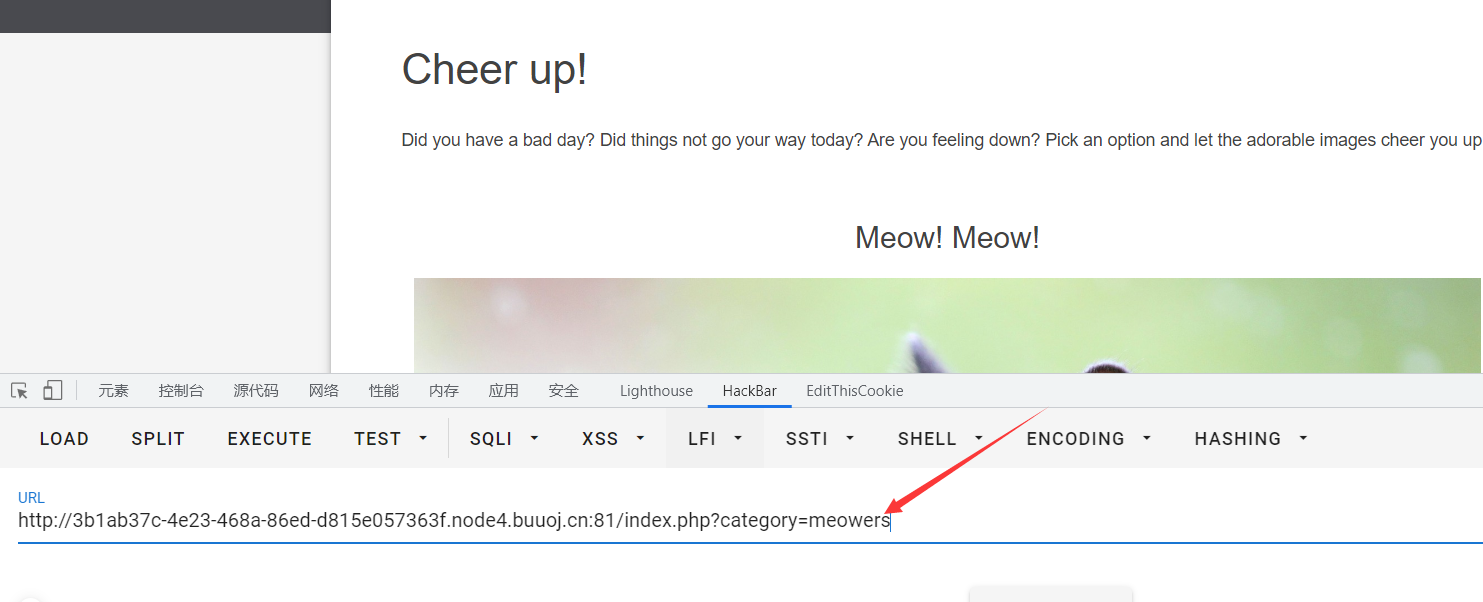 Cheer up!
Did you have a bad day? Did things not go your way today? Are you feeling down? Pick an option and let the adorable images cheer you up
Meow! Meow!
元素 控制台 源代码 网络 性能 内存 应用 安全 Lighthouse HackBar EditThisCookie
LOAD SPLIT EXECUTE TEST SQLI XSS LFI SSTI SHELL ENCODING HASHING
URL
http://3b1ab37c-4e23-468a-86ed-d815e057363f.node4.buuoj.cn:81/index.php?category=meowers